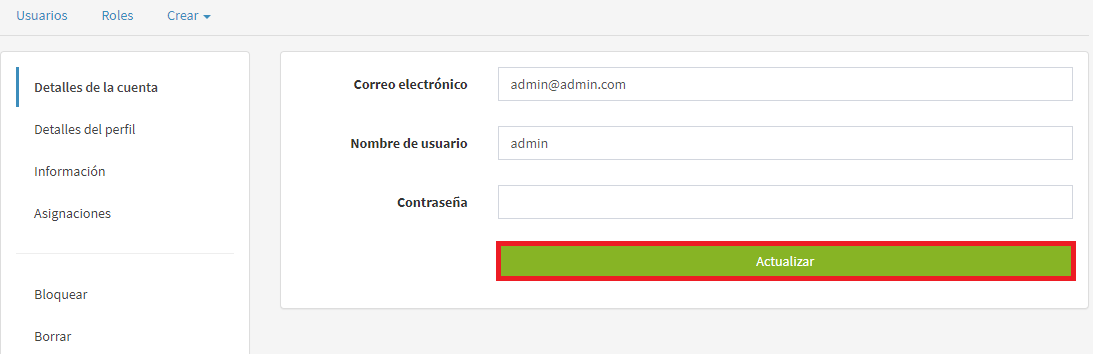 Usuarios Roles Crear
Detalles de la cuenta
Detalles del perfil
Información
Asignaciones
Bloquear
Borrar
Correo electrónico admin@admin.com
Nombre de usuario admin
Contraseña
Actualizar